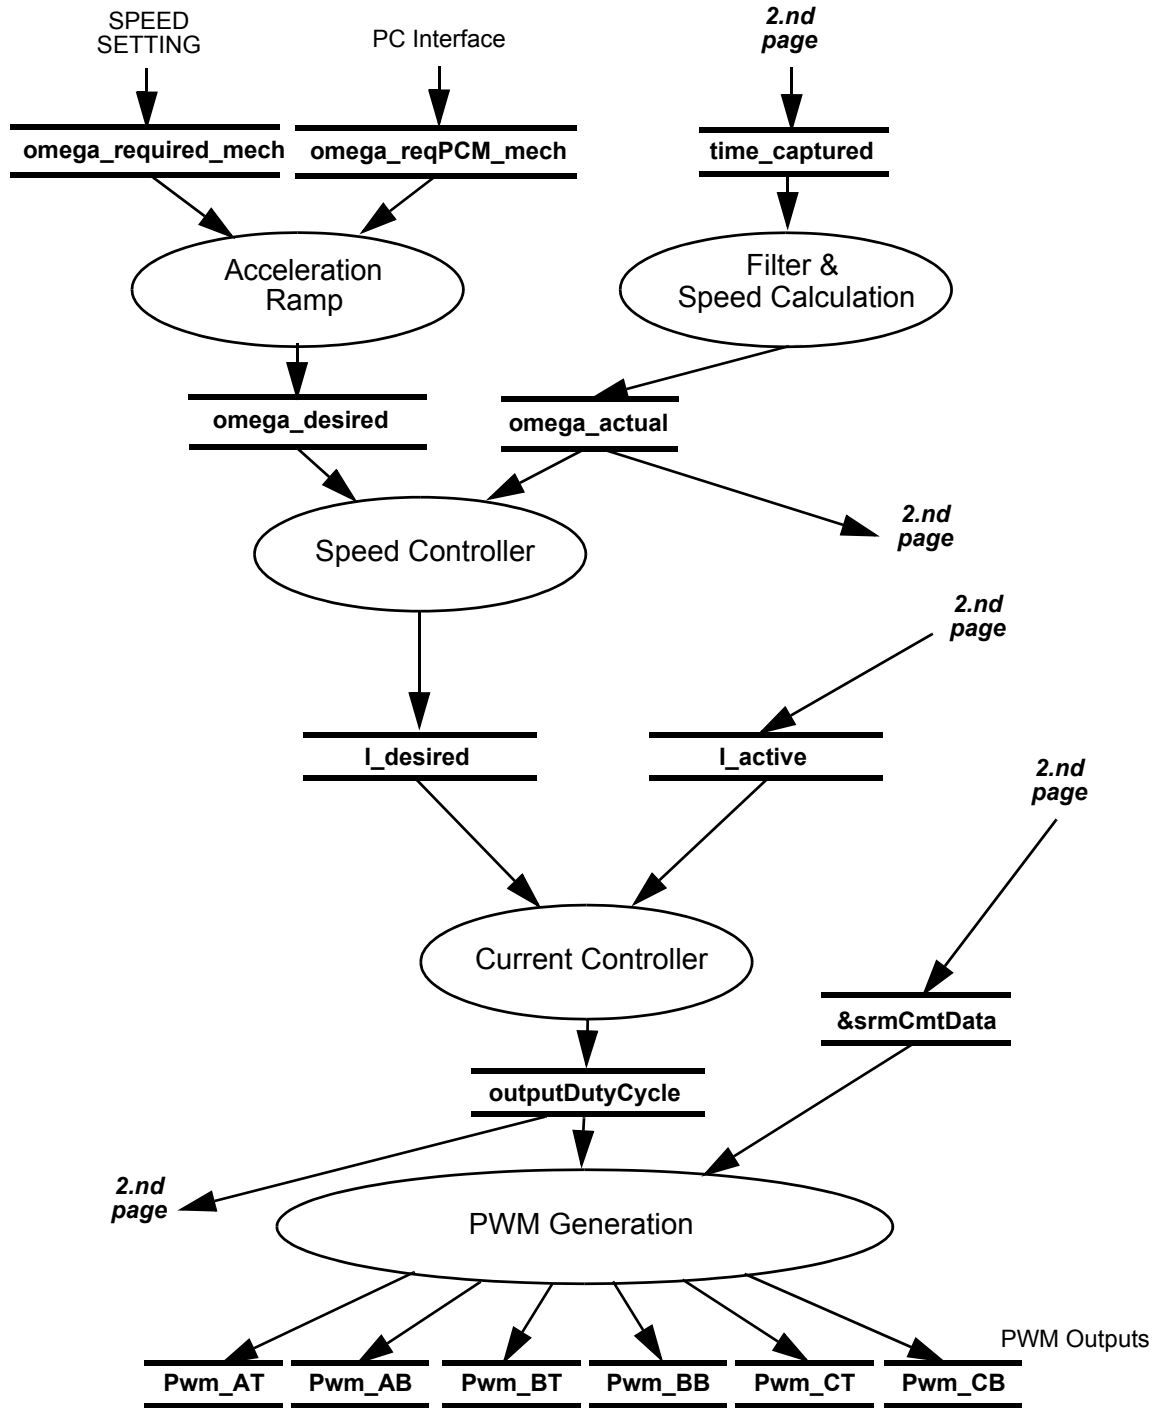 SPEED
SETTING
PC Interface
2.nd
page
omega_required_mech
omega_reqPCM_mech
time_captured
Acceleration
Ramp
Filter &
Speed Calculation
omega_desired
omega_actual
2.nd
page
Speed Controller
2.nd
page
I_desired
I_active
2.nd
page
Current Controller
&srmCmtData
outputDutyCycle
2.nd
page
PWM Generation
PWM Outputs
Pwm_AT
Pwm_AB
Pwm_BT
Pwm_BB
Pwm_CT
Pwm_CB